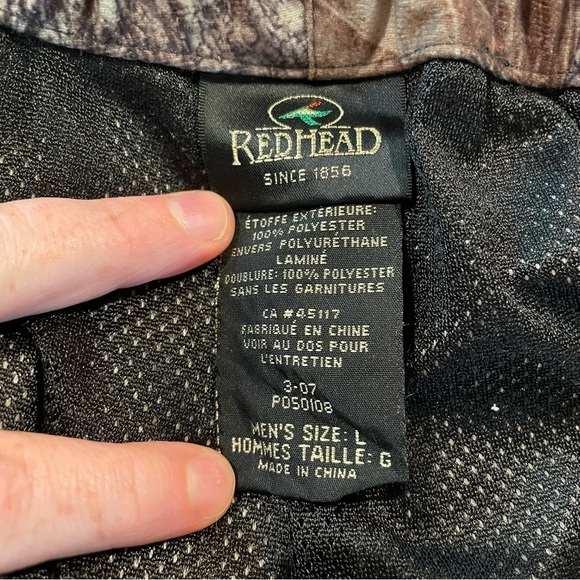 REDHEAD
SINCE 1856
ÉTOFFE EXTÉRIEURE:
100% POLYESTER
ENVERS POLYURÉTHANE
LAMINÉ
DOUBLURE: 100% POLYESTER
SANS LES GARNITURES
CA #45117
FABRIQUÉ EN CHINE
VOIR AU DOS POUR
L'ENTRETIEN
3-07
PO50108
MEN'S SIZE: L
HOMMES TAILLE: G
MADE IN CHINA